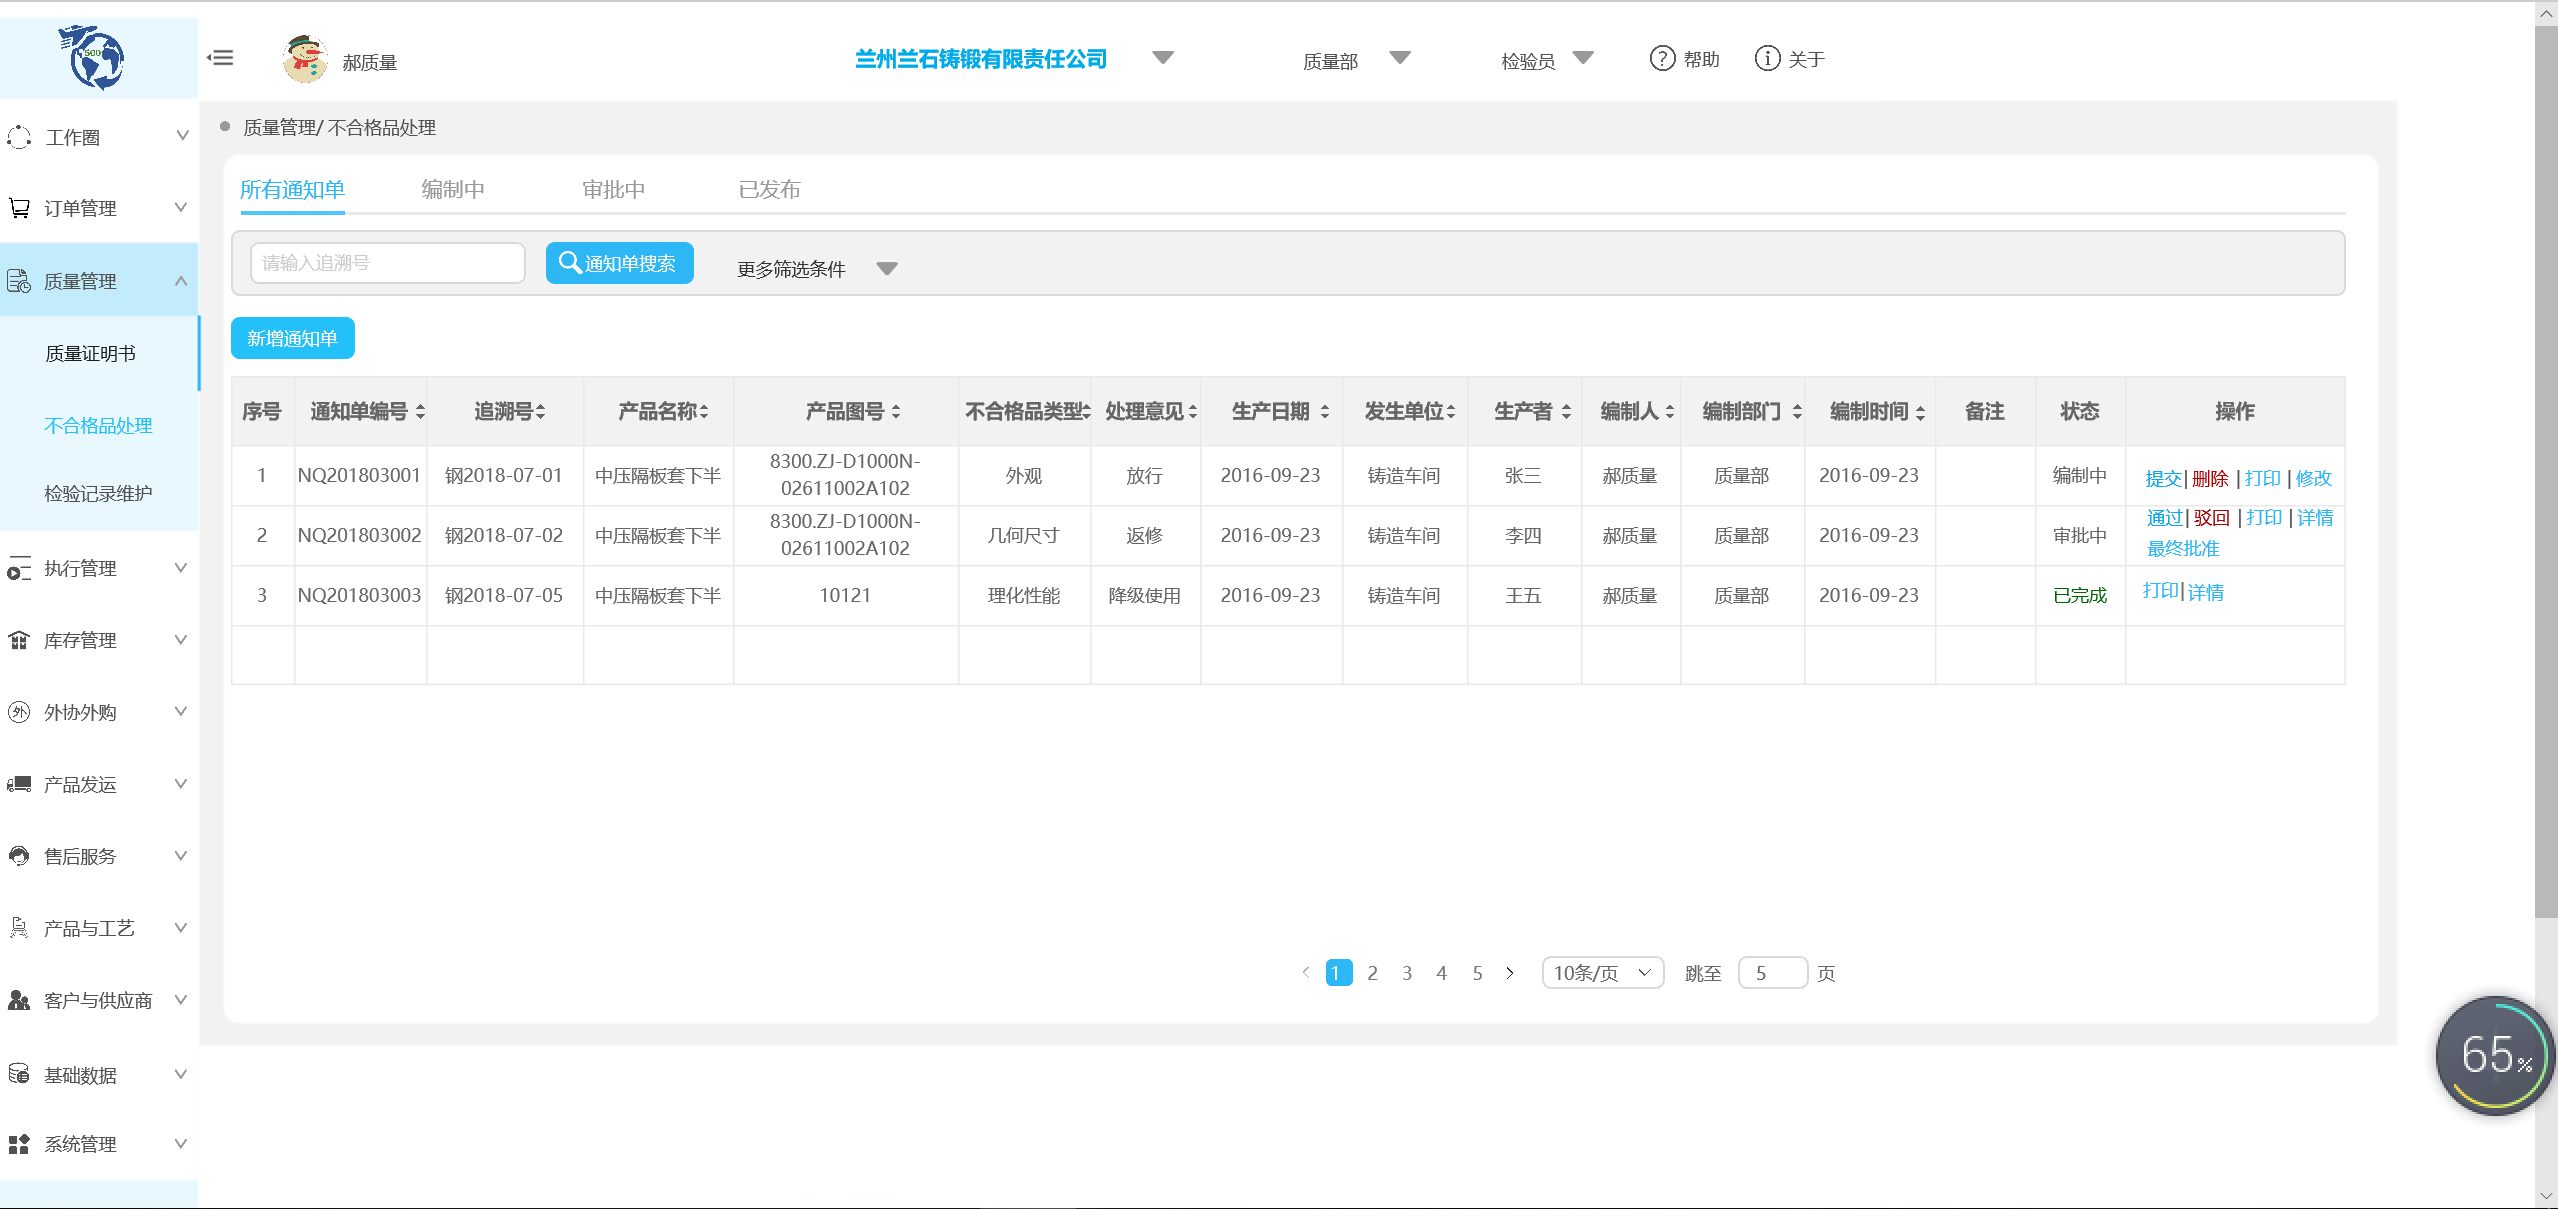 500
郝质量
兰州兰石铸锻有限责任公司
质量部
检验员
帮助
关于
工作圈
订单管理
质量管理
质量证明书
不合格品处理
检验记录维护
执行管理
库存管理
外 外协外购
产品发运
售后服务
产品与工艺
客户与供应商
基础数据
系统管理
质量管理/ 不合格品处理
所有通知单 编制中 审批中 已发布
请输入追溯号 通知单搜索 更多筛选条件
新增通知单
序号 通知单编号 追溯号 产品名称 产品图号 不合格品类型 处理意见 生产日期 发生单位 生产者 编制人 编制部门 编制时间 备注 状态 操作
1 NQ201803001 钢2018-07-01 中压隔板套下半 8300.ZJ-D1000N-02611002A102 外观 放行 2016-09-23 铸造车间 张三 郝质量 质量部 2016-09-23 编制中 提交| 删除 | 打印 | 修改
2 NQ201803002 钢2018-07-02 中压隔板套下半 8300.ZJ-D1000N-02611002A102 几何尺寸 返修 2016-09-23 铸造车间 李四 郝质量 质量部 2016-09-23 审批中 通过| 驳回 | 打印 | 详情
最终批准
3 NQ201803003 钢2018-07-05 中压隔板套下半 10121 理化性能 降级使用 2016-09-23 铸造车间 王五 郝质量 质量部 2016-09-23 已完成 打印| 详情
1 2 3 4 5 10条/页 跳至 5 页
65%